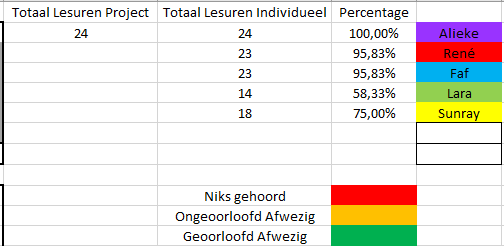 Totaal Lesuren Project Totaal Lesuren Individueel Percentage
24 24 100,00% Alieke
23 95,83% René
23 95,83% Faf
14 58,33% Lara
18 75,00% Sunray
Niks gehoord
Ongeoorloofd Afwezig
Geoorloofd Afwezig